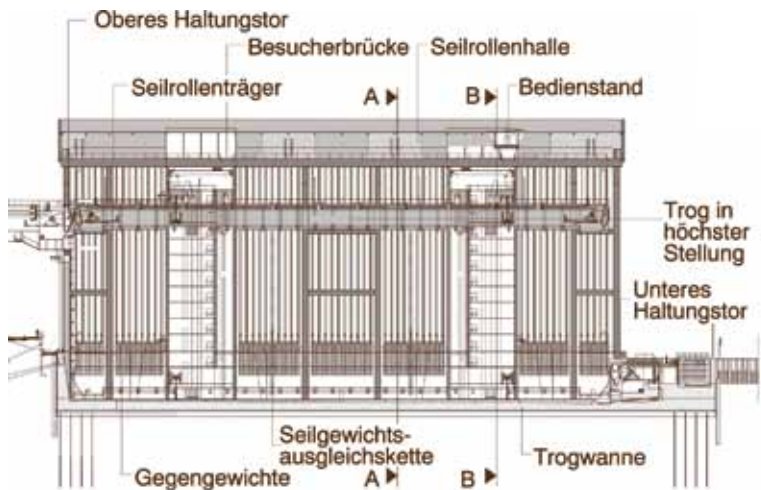 Oberes Haltungstor
Besucherbrücke
Seilrollenhalle
Seilrollenträger
A
B
Bedienstand
Trog in
höchster
Stellung
Unteres
Haltungstor
Seilgewichts-
ausgleichskette
Gegengewichte
A
B
Trogwanne